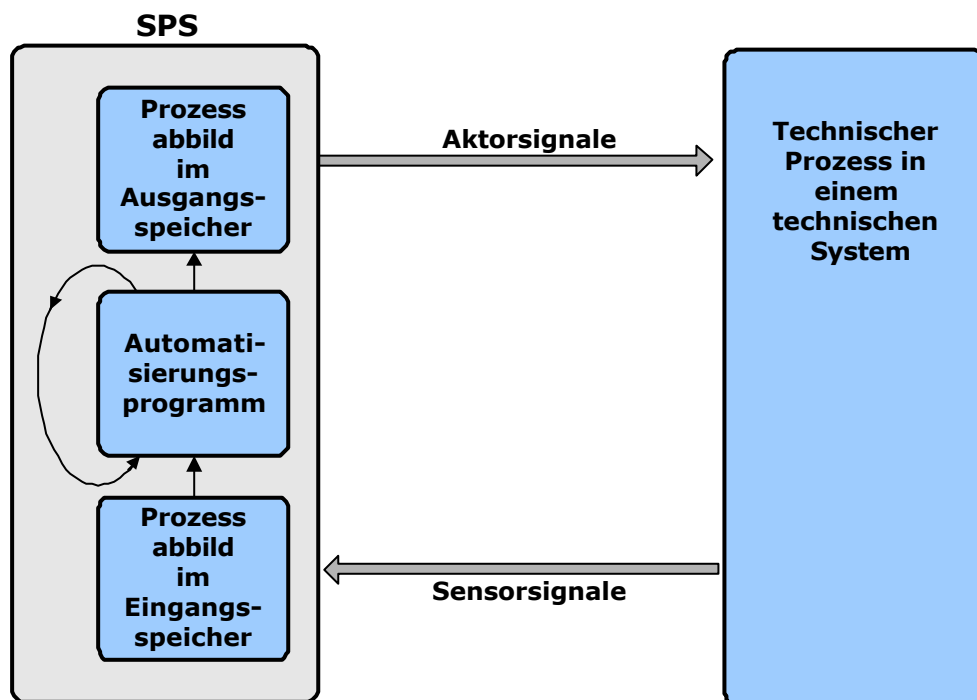 SPS
Prozess
abbild
im
Ausgangs-
speicher
Aktorsignale
Technischer
Prozess in
einem
technischen
System
Automati-
sierungs-
programm
Prozess
abbild
im
Eingangs-
speicher
Sensorsignale